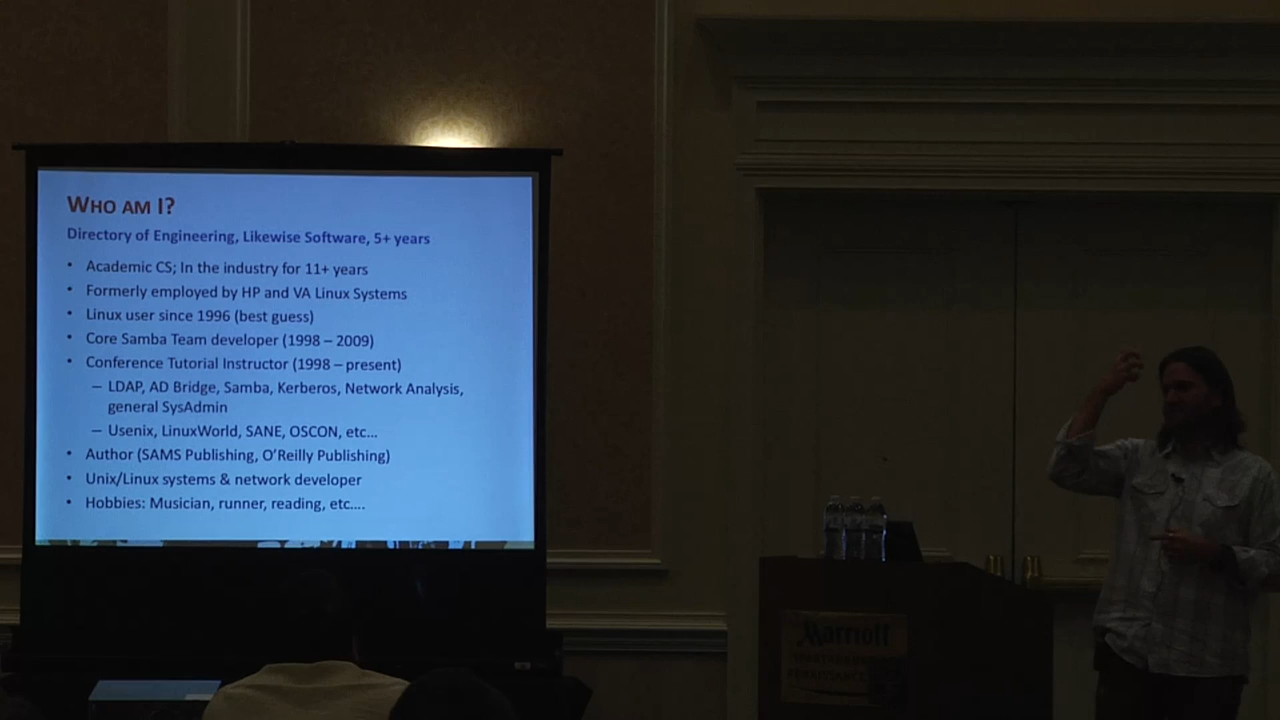 WHO AM I?
Directory of Engineering, Likewise Software, 5+ years
• Academic CS; In the industry for 11+ years
• Formerly employed by HP and VA Linux Systems
• Linux user since 1996 (best guess)
• Core Samba Team developer (1998 – 2009)
• Conference Tutorial Instructor (1998 – present)
– LDAP, AD Bridge, Samba, Kerberos, Network Analysis,
general SysAdmin
– Usenix, LinuxWorld, SANE, OSCON, etc...
• Author (SAMS Publishing, O'Reilly Publishing)
• Unix/Linux systems & network developer
• Hobbies: Musician, runner, reading, etc....
Marriott